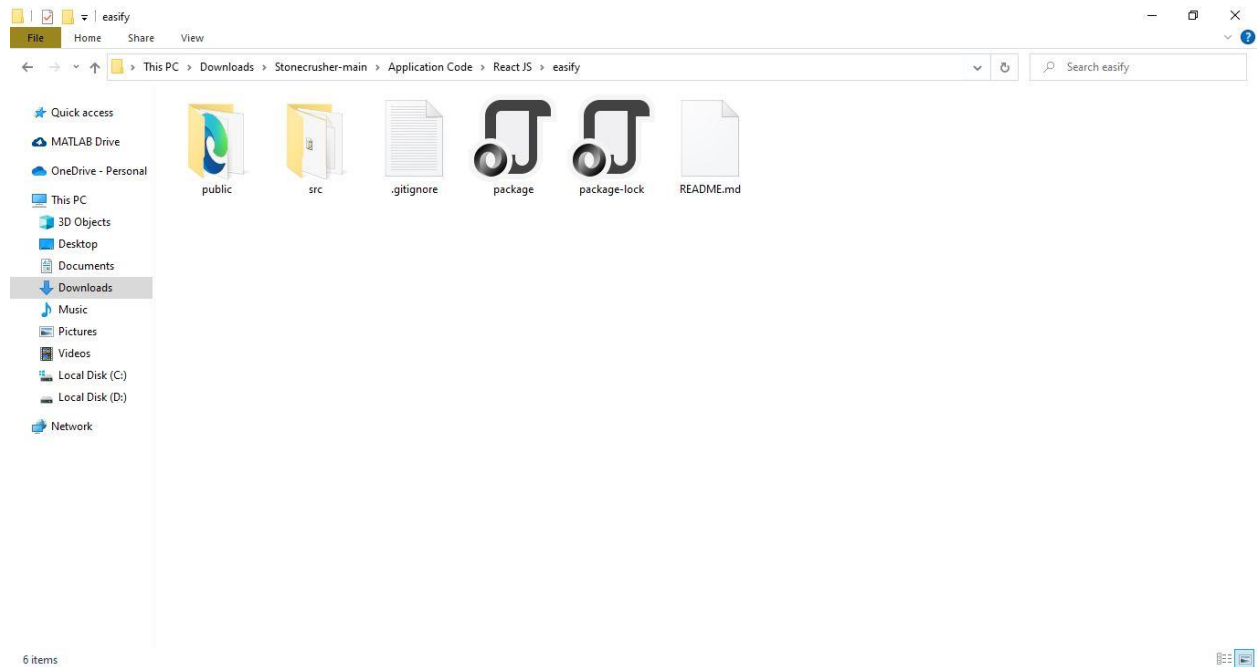 easify
File Home Share View
This PC > Downloads > Stonecrusher-main > Application Code > React JS > easify
Search easify
Quick access
MATLAB Drive
OneDrive - Personal
This PC
3D Objects
Desktop
Documents
Downloads
Music
Pictures
Videos
Local Disk (C:)
Local Disk (D:)
Network
public src .gitignore package package-lock README.md
6 items